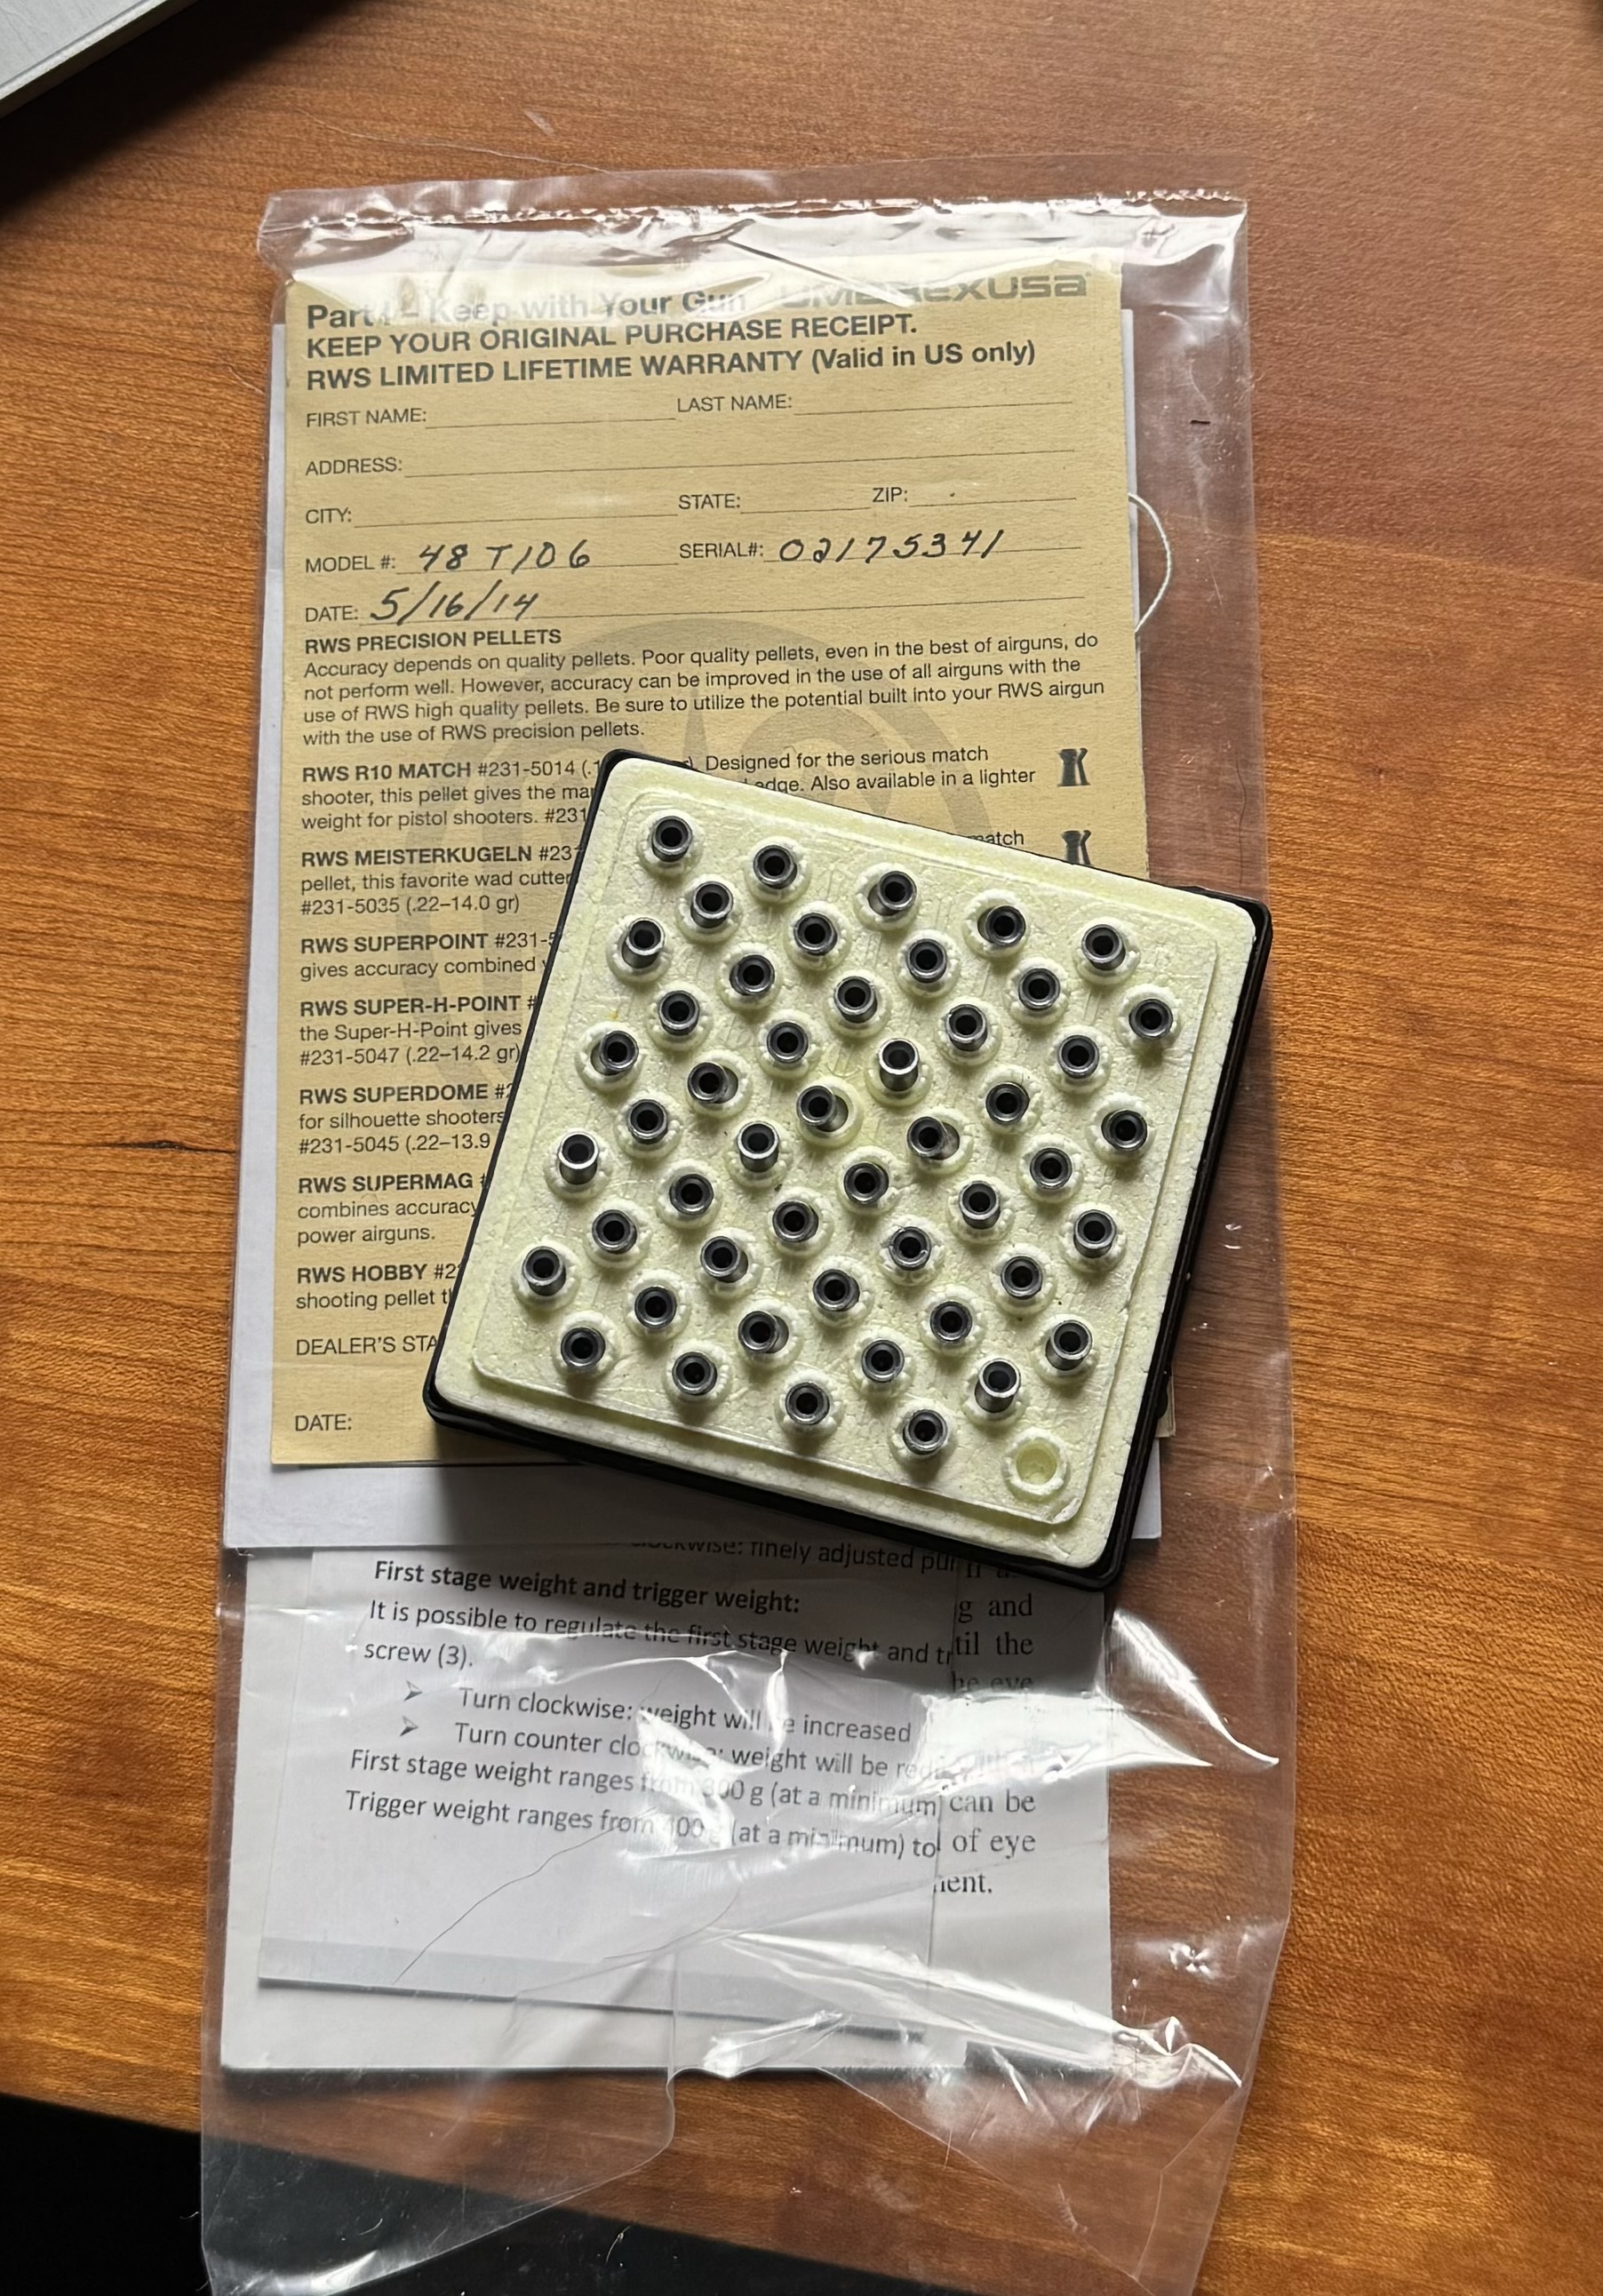 Part I – Keep with Your Gun UMAREXUSA
KEEP YOUR ORIGINAL PURCHASE RECEIPT.
RWS LIMITED LIFETIME WARRANTY (Valid in US only)
FIRST NAME: LAST NAME:
ADDRESS:
CITY: STATE: ZIP:
MODEL #: 48 T/06 SERIAL#: 02175341
DATE: 5/16/14
RWS PRECISION PELLETS
Accuracy depends on quality pellets. Poor quality pellets, even in the best of airguns, do
not perform well. However, accuracy can be improved in the use of all airguns with the
use of RWS high quality pellets. Be sure to utilize the potential built into your RWS airgun
with the use of RWS precision pellets.
RWS R10 MATCH #231-5014 Designed for the serious match
shooter, this pellet gives the edge. Also available in a lighter
weight for pistol shooters.
RWS MEISTERKUGELN match
pellet, this favorite wad
#231-5035 (.22–14.0 gr)
RWS SUPERPOINT
gives accuracy combined
RWS SUPER-H-POINT
the Super-H-Point gives
#231-5047 (.22–14.2 gr)
RWS SUPERDOME
for silhouette shooters
#231-5045 (.22–13.9
RWS SUPERMAG
combines accuracy
power airguns.
RWS HOBBY
shooting pellet
DEALER'S
DATE:
finely adjusted
First stage weight and trigger weight:
It is possible to regulate the first stage weight and
screw (3).
➢ Turn clockwise: weight will be increased
➢ Turn counter clockwise: weight will be
First stage weight ranges from 300 g (at a minimum)
Trigger weight ranges from 400 g (at a minimum) to
and
the
eye
can be
of eye